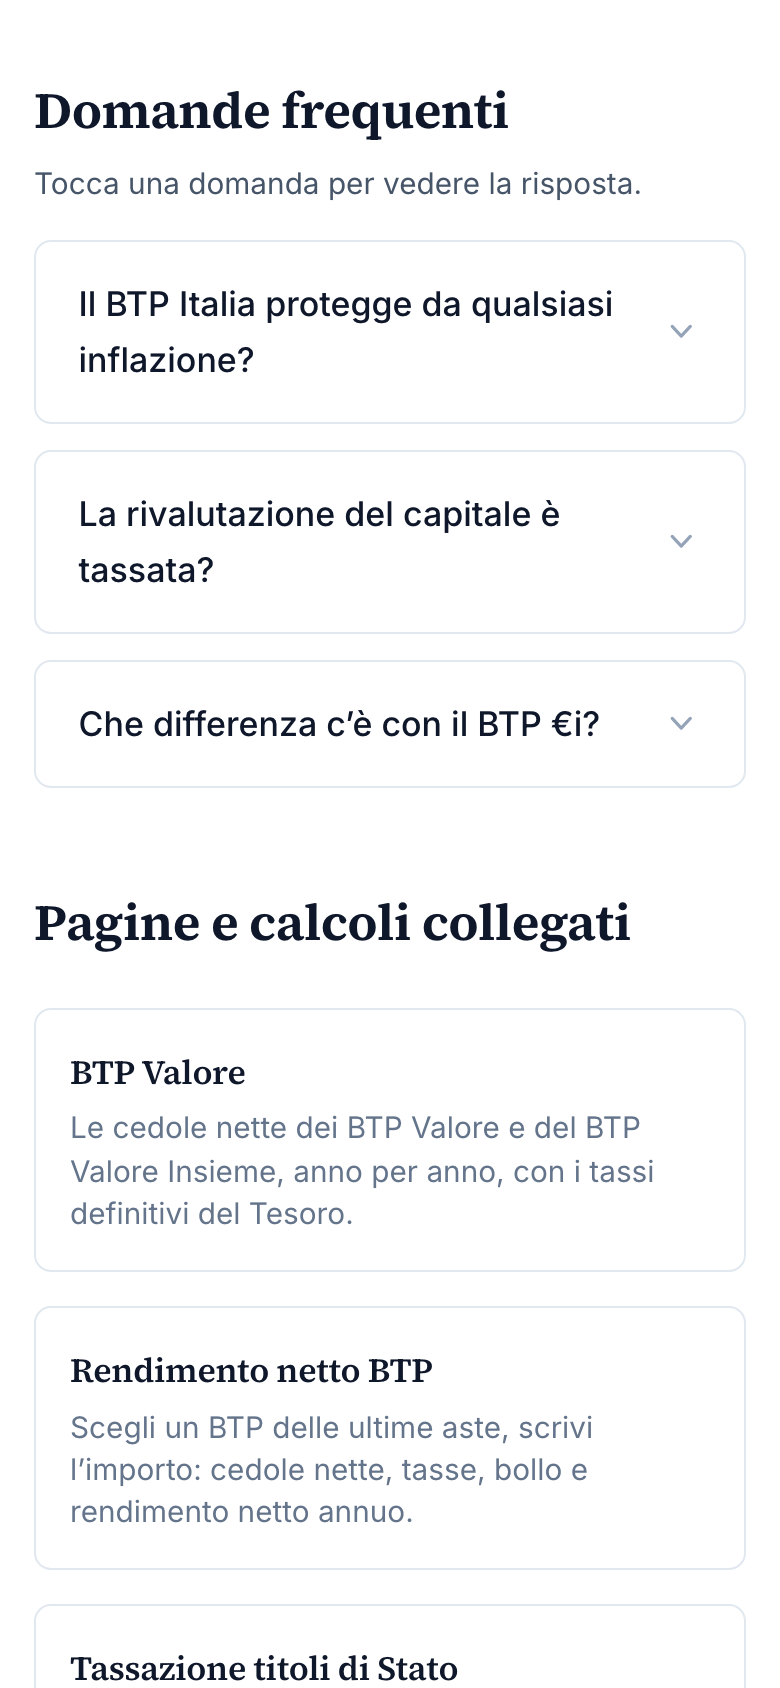 Domande frequenti
Tocca una domanda per vedere la risposta.
Il BTP Italia protegge da qualsiasi
inflazione?
La rivalutazione del capitale è
tassata?
Che differenza c’è con il BTP €i?
Pagine e calcoli collegati
BTP Valore
Le cedole nette dei BTP Valore e del BTP
Valore Insieme, anno per anno, con i tassi
definitivi del Tesoro.
Rendimento netto BTP
Scegli un BTP delle ultime aste, scrivi
l’importo: cedole nette, tasse, bollo e
rendimento netto annuo.
Tassazione titoli di Stato